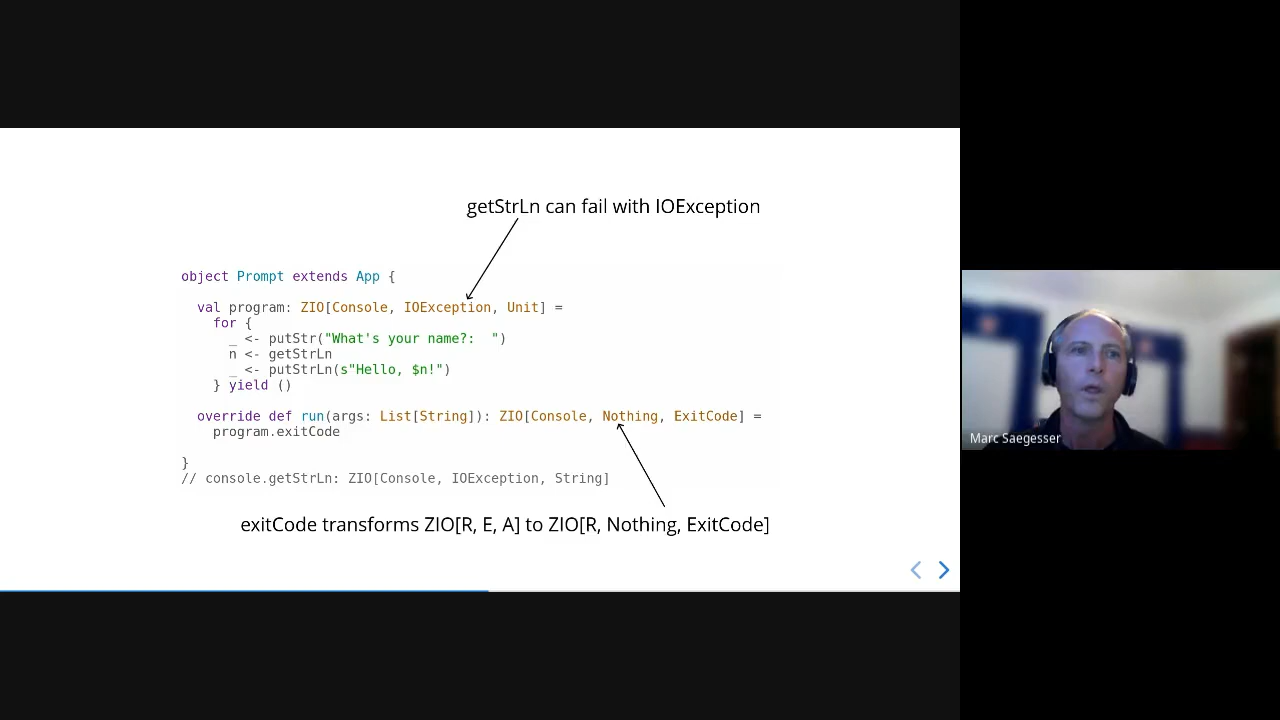 getStrLn can fail with IOException
object Prompt extends App {
val program: ZIO[Console, IOException, Unit] =
for {
_ <- putStr("What's your name?:  ")
n <- getStrLn
_ <- putStrLn(s"Hello, $n!")
} yield ()
override def run(args: List[String]): ZIO[Console, Nothing, ExitCode] =
program.exitCode
}
// console.getStrLn: ZIO[Console, IOException, String]
exitCode transforms ZIO[R, E, A] to ZIO[R, Nothing, ExitCode]
Marc Saegesser